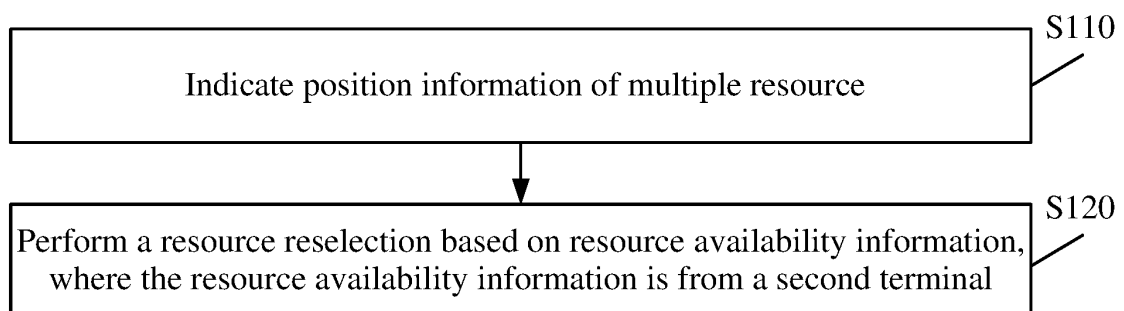 S110
Indicate position information of multiple resource
S120
Perform a resource reselection based on resource availability information,
where the resource availability information is from a second terminal